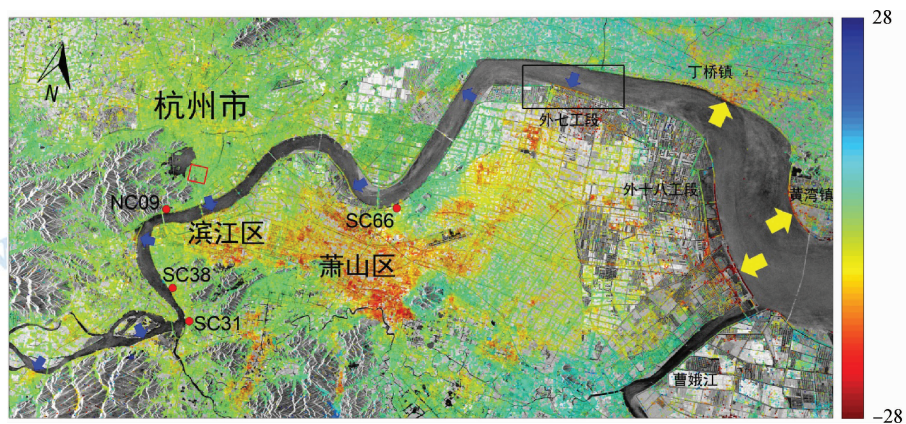 28
丁桥镇
N
杭州市
外七工段
外十八工段
黄湾镇
NC09
SC66
滨江区
萧山区
SC38
SC31
曹娥江
−28